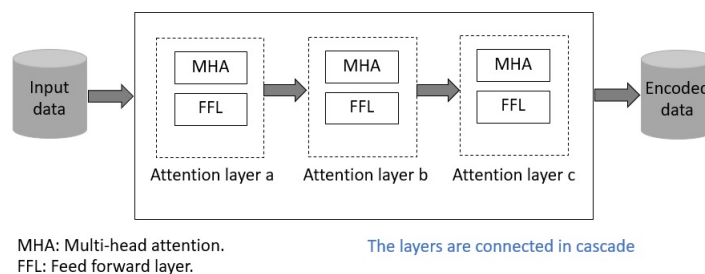 Input
data
MHA
FFL
Attention layer a
MHA
FFL
Attention layer b
MHA
FFL
Attention layer c
Encoded
data
MHA: Multi-head attention.
The layers are connected in cascade
FFL: Feed forward layer.